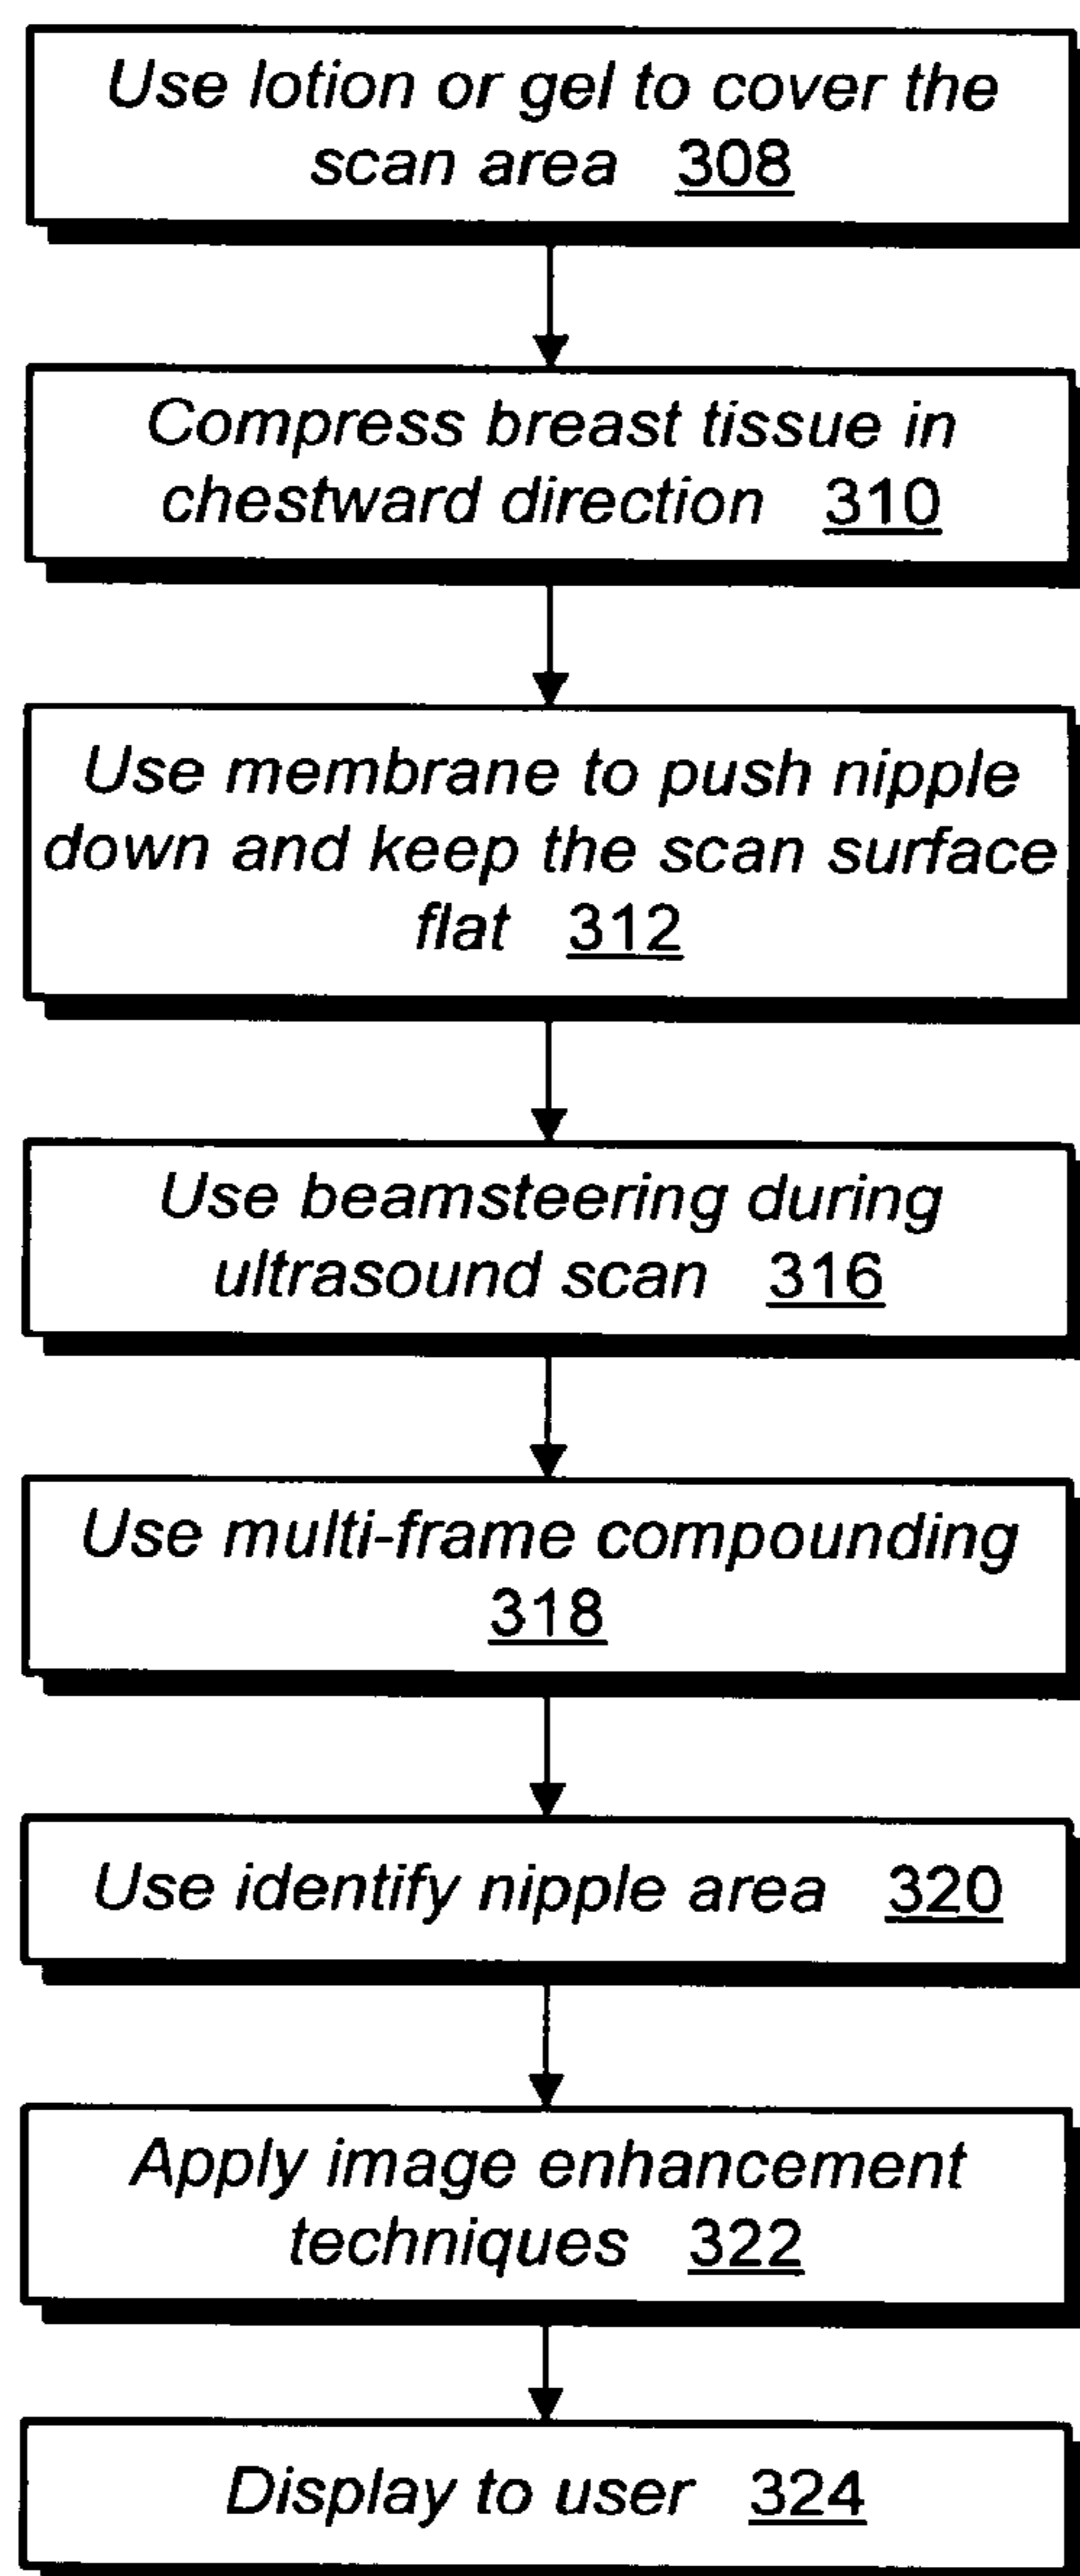 Use lotion or gel to cover the
scan area 308
Compress breast tissue in
chestward direction 310
Use membrane to push nipple
down and keep the scan surface
flat 312
Use beamsteering during
ultrasound scan 316
Use multi-frame compounding
318
Use identify nipple area 320
Apply image enhancement
techniques 322
Display to user 324